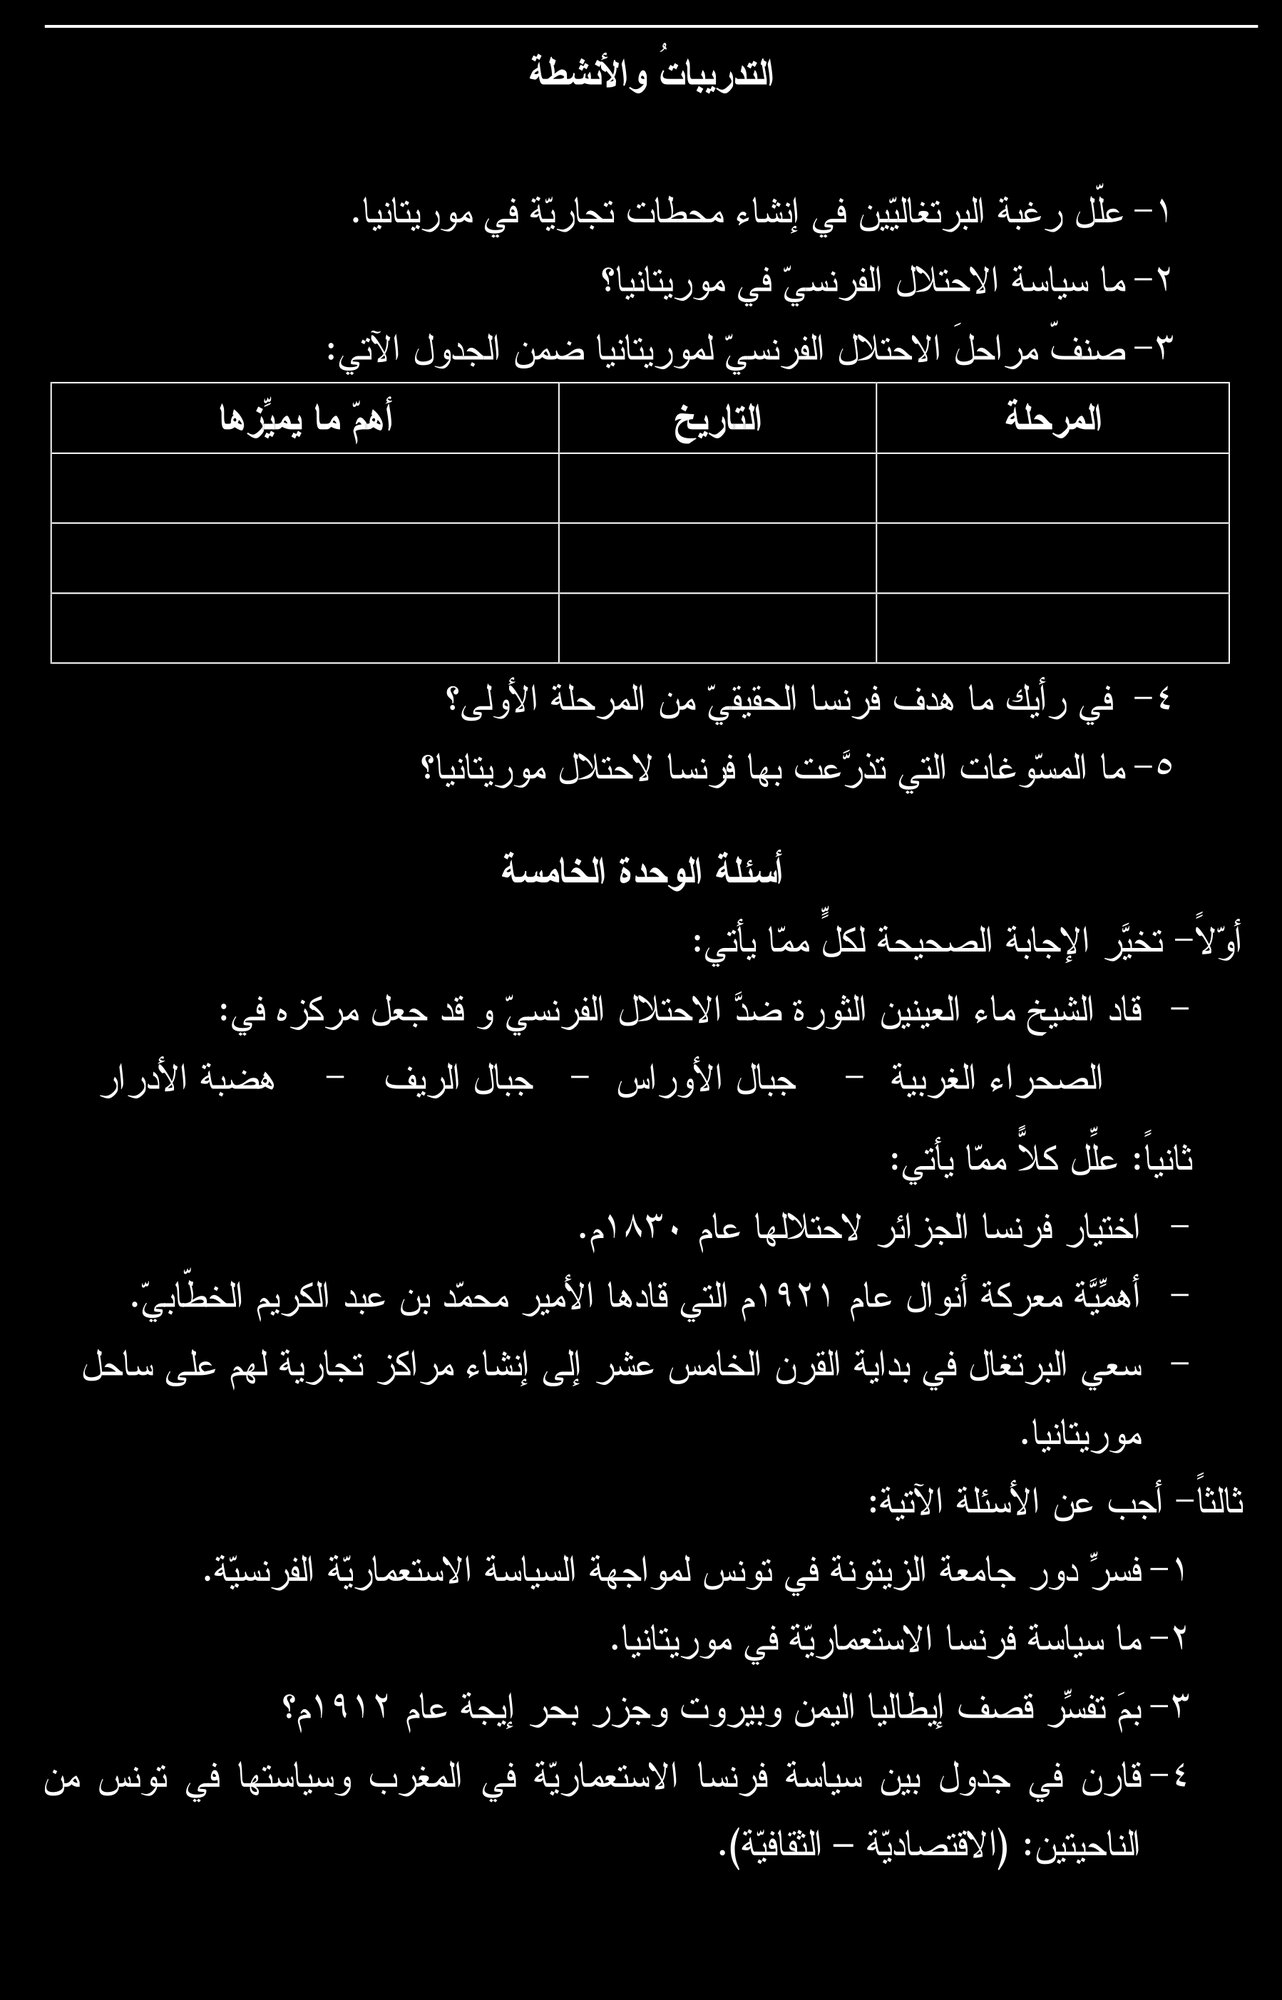 التدريباتُ والأنشطة
١- علّل رغبة البرتغاليّين في إنشاء محطات تجاريّة في موريتانيا.
٢- ما سياسة الاحتلال الفرنسيّ في موريتانيا؟
٣- صنفّ مراحلَ الاحتلال الفرنسيّ لموريتانيا ضمن الجدول الآتي:
المرحلة التاريخ أهمّ ما يميِّزها
٤- في رأيك ما هدف فرنسا الحقيقيّ من المرحلة الأولى؟
٥- ما المسوّغات التي تذرَّعت بها فرنسا لاحتلال موريتانيا؟
أسئلة الوحدة الخامسة
أوّلاً- تخيَّر الإجابة الصحيحة لكلٍّ ممّا يأتي:
- قاد الشيخ ماء العينين الثورة ضدَّ الاحتلال الفرنسيّ و قد جعل مركزه في:
الصحراء الغربية - جبال الأوراس - جبال الريف - هضبة الأدرار
ثانياً: علِّل كلاًّ ممّا يأتي:
- اختيار فرنسا الجزائر لاحتلالها عام ١٨٣٠م.
- أهمِّيَّة معركة أنوال عام ١٩٢١م التي قادها الأمير محمّد بن عبد الكريم الخطّابيّ.
- سعي البرتغال في بداية القرن الخامس عشر إلى إنشاء مراكز تجارية لهم على ساحل
موريتانيا.
ثالثاً- أجب عن الأسئلة الآتية:
١- فسرِّ دور جامعة الزيتونة في تونس لمواجهة السياسة الاستعماريّة الفرنسيّة.
٢- ما سياسة فرنسا الاستعماريّة في موريتانيا.
٣- بمَ تفسِّر قصف إيطاليا اليمن وبيروت وجزر بحر إيجة عام ١٩١٢م؟
٤- قارن في جدول بين سياسة فرنسا الاستعماريّة في المغرب وسياستها في تونس من
الناحيتين: (الاقتصاديّة – الثقافيّة).